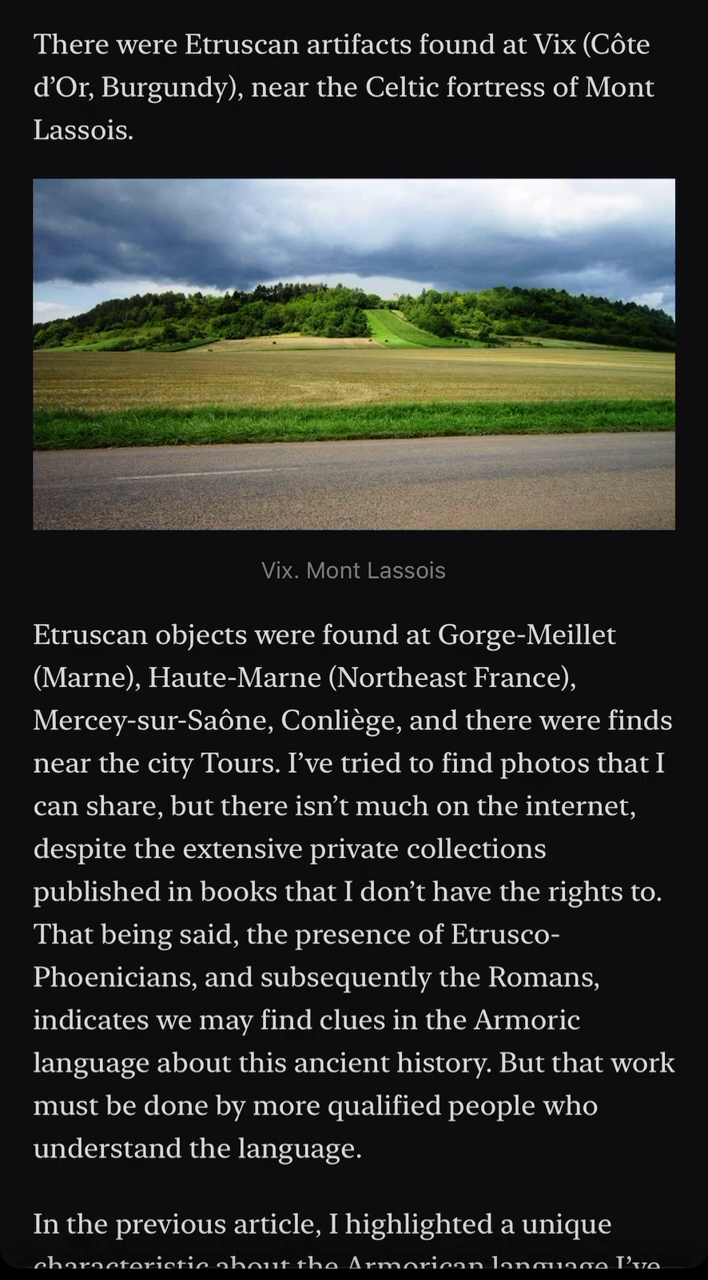 There were Etruscan artifacts found at Vix (Côte
d’Or, Burgundy), near the Celtic fortress of Mont
Lassois.
Vix. Mont Lassois
Etruscan objects were found at Gorge-Meillet
(Marne), Haute-Marne (Northeast France),
Mercey-sur-Saône, Conliège, and there were finds
near the city Tours. I’ve tried to find photos that I
can share, but there isn’t much on the internet,
despite the extensive private collections
published in books that I don’t have the rights to.
That being said, the presence of Etrusco-
Phoenicians, and subsequently the Romans,
indicates we may find clues in the Armoric
language about this ancient history. But that work
must be done by more qualified people who
understand the language.
In the previous article, I highlighted a unique
characteristic about the Armorican language I’ve